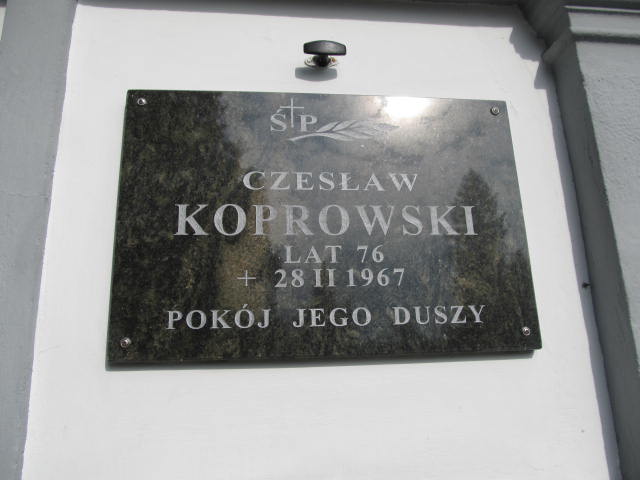 ŚP
CZESŁAW
KOPROWSKI
LAT 76
+ 28 II 1967
POKÓJ JEGO DUSZY